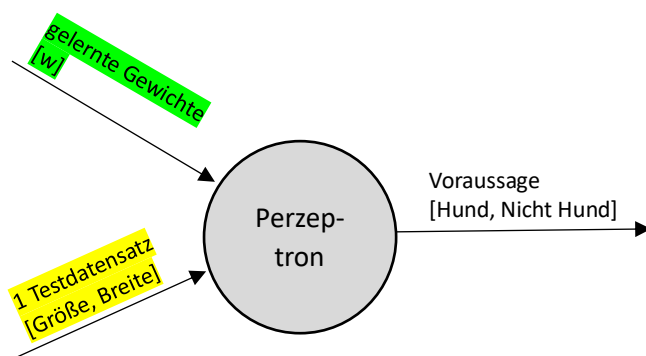 gelernte Gewichte
[w]
Perzep-
tron
Voraussage
[Hund, Nicht Hund]
1 Testdatensatz
[Größe, Breite]